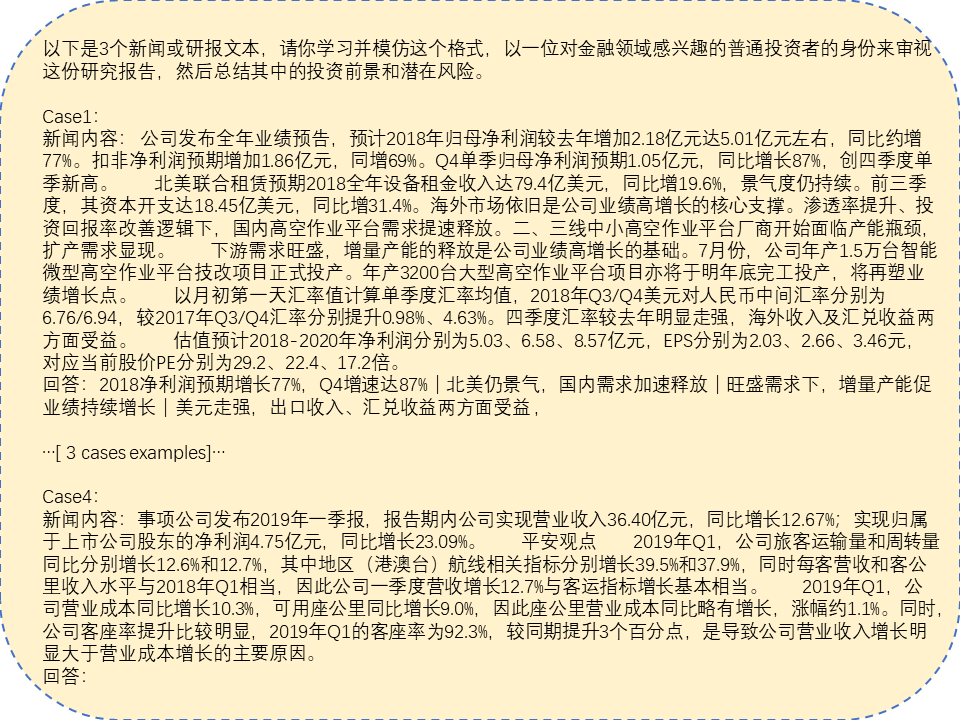 以下是3个新闻或研报文本，请你学习并模仿这个格式，以一位对金融领域感兴趣的普通投资者的身份来审视
这份研究报告，然后总结其中的投资前景和潜在风险。
Case1：
新闻内容： 公司发布全年业绩预告，预计2018年归母净利润较去年增加2.18亿元达5.01亿元左右，同比约增
77%。扣非净利润预期增加1.86亿元，同增69%。Q4单季归母净利润预期1.05亿元，同比增长87%，创四季度单
季新高。 北美联合租赁预期2018全年设备租金收入达79.4亿美元，同比增19.6%，景气度仍持续。前三季
度，其资本开支达18.45亿美元，同比增31.4%。海外市场依旧是公司业绩高增长的核心支撑。渗透率提升、投
资回报率改善逻辑下，国内高空作业平台需求提速释放。二、三线中小高空作业平台厂商开始面临产能瓶颈，
扩产需求显现。 下游需求旺盛，增量产能的释放是公司业绩高增长的基础。7月份，公司年产1.5万台智能
微型高空作业平台技改项目正式投产。年产3200台大型高空作业平台项目亦将于明年底完工投产，将再塑业
绩增长点。 以月初第一天汇率值计算单季度汇率均值，2018年Q3/Q4美元对人民币中间汇率分别为
6.76/6.94，较2017年Q3/Q4汇率分别提升0.98%、4.63%。四季度汇率较去年明显走强，海外收入及汇兑收益两
方面受益。 估值预计2018-2020年净利润分别为5.03、6.58、8.57亿元，EPS分别为2.03、2.66、3.46元，
对应当前股价PE分别为29.2、22.4、17.2倍。
回答：2018净利润预期增长77%，Q4增速达87%｜北美仍景气，国内需求加速释放｜旺盛需求下，增量产能促
业绩持续增长｜美元走强，出口收入、汇兑收益两方面受益，
…[ 3 cases examples]…
Case4：
新闻内容：事项公司发布2019年一季报，报告期内公司实现营业收入36.40亿元，同比增长12.67%；实现归属
于上市公司股东的净利润4.75亿元，同比增长23.09%。 平安观点 2019年Q1，公司旅客运输量和周转量
同比分别增长12.6%和12.7%，其中地区（港澳台）航线相关指标分别增长39.5%和37.9%，同时每客营收和客公
里收入水平与2018年Q1相当，因此公司一季度营收增长12.7%与客运指标增长基本相当。 2019年Q1，公
司营业成本同比增长10.3%，可用座公里同比增长9.0%，因此座公里营业成本同比略有增长，涨幅约1.1%。同时，
公司客座率提升比较明显，2019年Q1的客座率为92.3%，较同期提升3个百分点，是导致公司营业收入增长明
显大于营业成本增长的主要原因。
回答：